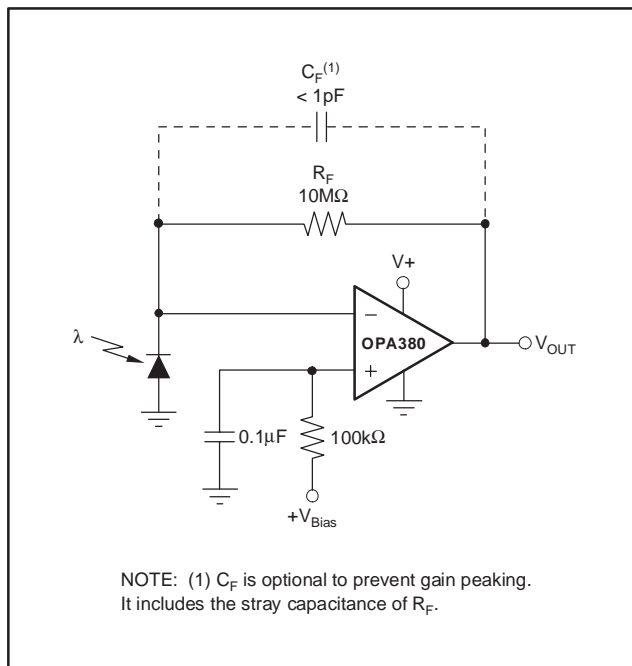 C_F(1)
< 1pF
R_F
10MΩ
V+
λ
−
OPA380
+
V_OUT
0.1µF
100kΩ
+V_Bias
NOTE: (1) C_F is optional to prevent gain peaking.
It includes the stray capacitance of R_F.